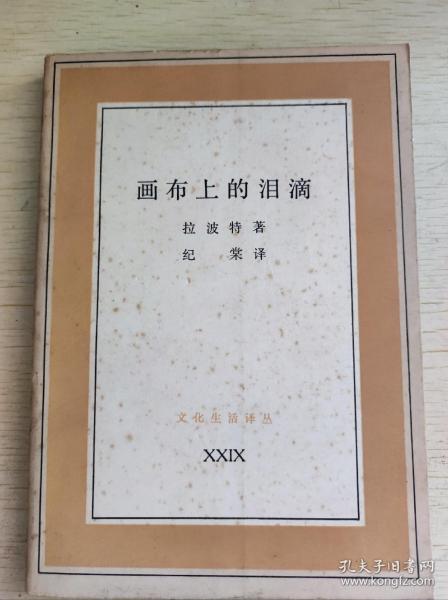 画布上的泪滴
拉波特著
纪棠译
文化生活译丛
XXIX
孔夫子旧书网
www.kongfz.com